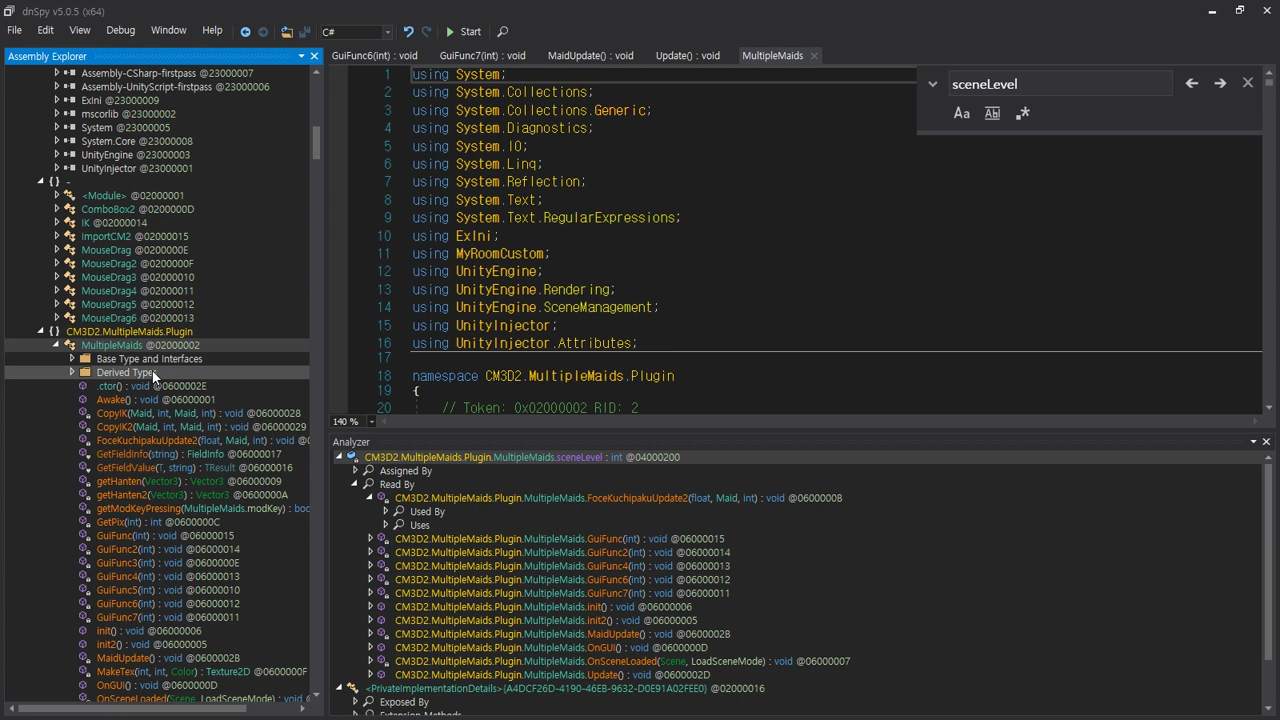 dnSpy v5.0.5 (x64)
File Edit View Debug Window Help C# Start
Assembly Explorer
Assembly-CSharp-firstpass @23000007
Assembly-UnityScript-firstpass @23000006
ExIni @23000009
mscorlib @23000002
System @23000005
System.Core @23000008
UnityEngine @23000003
UnityInjector @23000001
{ } -
<Module> @02000001
ComboBox2 @0200000D
IK @02000014
ImportCM2 @02000015
MouseDrag @0200000E
MouseDrag2 @0200000F
MouseDrag3 @02000010
MouseDrag4 @02000011
MouseDrag5 @02000012
MouseDrag6 @02000013
{ } CM3D2.MultipleMaids.Plugin
MultipleMaids @02000002
Base Type and Interfaces
Derived Types
.ctor() : void @0600002E
Awake() : void @06000001
CopyIK(Maid, int, Maid, int) : void @06000028
CopyIK2(Maid, int, Maid, int) : void @06000029
FoceKuchipakuUpdate2(float, Maid, int) : void @0
GetFieldInfo(string) : FieldInfo @06000017
GetFieldValue(T, string) : TResult @06000016
getHanten(Vector3) : Vector3 @06000009
getHanten2(Vector3) : Vector3 @0600000A
getModKeyPressing(MultipleMaids.modKey) : boo
GetPix(int) : int @0600000C
GuiFunc(int) : void @06000015
GuiFunc2(int) : void @06000014
GuiFunc3(int) : void @0600000E
GuiFunc4(int) : void @06000013
GuiFunc5(int) : void @06000010
GuiFunc6(int) : void @06000012
GuiFunc7(int) : void @06000011
init() : void @06000006
init2() : void @06000005
MaidUpdate() : void @0600002B
MakeTex(int, int, Color) : Texture2D @0600000F
OnGUI() : void @0600000D
OnSceneLoaded(Scene, LoadSceneMode) : void @
GuiFunc6(int) : void GuiFunc7(int) : void MaidUpdate() : void Update() : void MultipleMaids
sceneLevel
Aa Ab
1 using System;
2 using System.Collections;
3 using System.Collections.Generic;
4 using System.Diagnostics;
5 using System.IO;
6 using System.Linq;
7 using System.Reflection;
8 using System.Text;
9 using System.Text.RegularExpressions;
10 using ExIni;
11 using MyRoomCustom;
12 using UnityEngine;
13 using UnityEngine.Rendering;
14 using UnityEngine.SceneManagement;
15 using UnityInjector;
16 using UnityInjector.Attributes;
17
18 namespace CM3D2.MultipleMaids.Plugin
19 {
20 // Token: 0x02000002 RID: 2
140 %
Analyzer
CM3D2.MultipleMaids.Plugin.MultipleMaids.sceneLevel : int @04000200
Assigned By
Read By
CM3D2.MultipleMaids.Plugin.MultipleMaids.FoceKuchipakuUpdate2(float, Maid, int) : void @0600000B
Used By
Uses
CM3D2.MultipleMaids.Plugin.MultipleMaids.GuiFunc(int) : void @06000015
CM3D2.MultipleMaids.Plugin.MultipleMaids.GuiFunc2(int) : void @06000014
CM3D2.MultipleMaids.Plugin.MultipleMaids.GuiFunc4(int) : void @06000013
CM3D2.MultipleMaids.Plugin.MultipleMaids.GuiFunc6(int) : void @06000012
CM3D2.MultipleMaids.Plugin.MultipleMaids.GuiFunc7(int) : void @06000011
CM3D2.MultipleMaids.Plugin.MultipleMaids.init() : void @06000006
CM3D2.MultipleMaids.Plugin.MultipleMaids.init2() : void @06000005
CM3D2.MultipleMaids.Plugin.MultipleMaids.MaidUpdate() : void @0600002B
CM3D2.MultipleMaids.Plugin.MultipleMaids.OnGUI() : void @0600000D
CM3D2.MultipleMaids.Plugin.MultipleMaids.OnSceneLoaded(Scene, LoadSceneMode) : void @06000007
CM3D2.MultipleMaids.Plugin.MultipleMaids.Update() : void @0600002D
<PrivateImplementationDetails>{A4DCF26D-4190-46EB-9632-D0E91A02FEE0} @02000016
Exposed By
Extension Methods